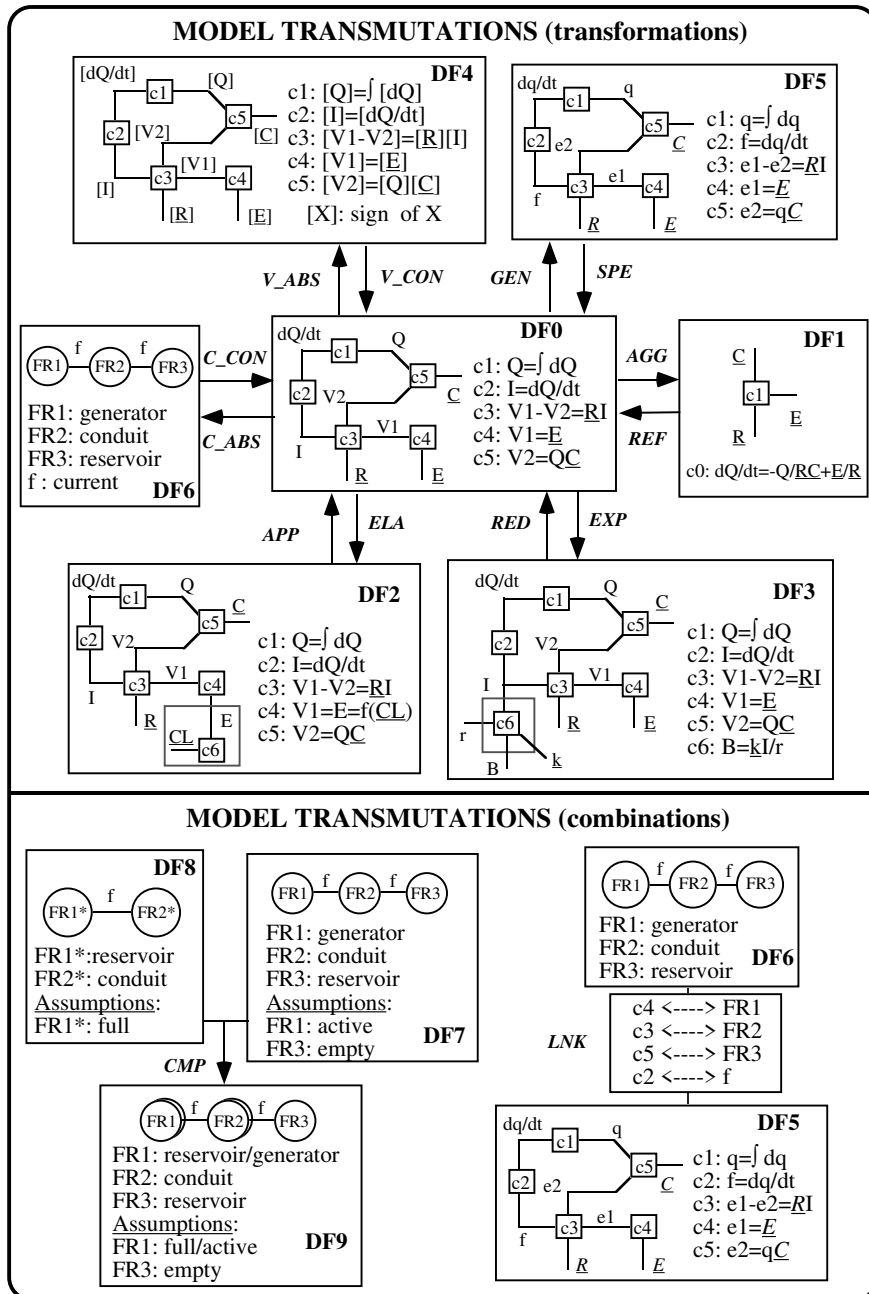 MODEL TRANSMUTATIONS (transformations)
DF4
[dQ/dt]
[Q]
c1
c2
c5
[C]
[V2]
[V1]
[I]
c3
c4
[R]
[E]
c1: [Q]=∫ [dQ]
c2: [I]=[dQ/dt]
c3: [V1-V2]=[R][I]
c4: [V1]=[E]
c5: [V2]=[Q][C]
[X]: sign of X
DF5
dq/dt
q
c1
c2
c5
C
e2
e1
f
c3
c4
R
E
c1: q=∫ dq
c2: f=dq/dt
c3: e1-e2=RI
c4: e1=E
c5: e2=qC
V_ABS
V_CON
GEN
SPE
f
f
FR1
FR2
FR3
FR1: generator
FR2: conduit
FR3: reservoir
f : current
DF6
C_CON
C_ABS
DF0
dQ/dt
Q
c1
c2
c5
C
V2
V1
I
c3
c4
R
E
c1: Q=∫ dQ
c2: I=dQ/dt
c3: V1-V2=RI
c4: V1=E
c5: V2=QC
AGG
REF
DF1
C
c1
E
R
c0: dQ/dt=-Q/RC+E/R
APP
ELA
RED
EXP
DF2
dQ/dt
Q
c1
c2
c5
C
V2
V1
I
c3
c4
R
E
CL
c6
c1: Q=∫ dQ
c2: I=dQ/dt
c3: V1-V2=RI
c4: V1=E=f(CL)
c5: V2=QC
DF3
dQ/dt
Q
c1
c2
c5
C
V2
V1
I
c3
c4
R
E
r
c6
k
B
c1: Q=∫ dQ
c2: I=dQ/dt
c3: V1-V2=RI
c4: V1=E
c5: V2=QC
c6: B=kI/r
MODEL TRANSMUTATIONS (combinations)
DF8
f
FR1*
FR2*
FR1*:reservoir
FR2*: conduit
Assumptions:
FR1*: full
f
f
FR1
FR2
FR3
FR1: generator
FR2: conduit
FR3: reservoir
Assumptions:
FR1: active
FR3: empty
DF7
CMP
f
f
FR1
FR2
FR3
FR1: reservoir/generator
FR2: conduit
FR3: reservoir
Assumptions:
FR1: full/active
FR3: empty
DF9
f
f
FR1
FR2
FR3
FR1: generator
FR2: conduit
FR3: reservoir
DF6
LNK
c4 <----> FR1
c3 <----> FR2
c5 <----> FR3
c2 <----> f
DF5
dq/dt
q
c1
c2
c5
C
e2
e1
f
c3
c4
R
E
c1: q=∫ dq
c2: f=dq/dt
c3: e1-e2=RI
c4: e1=E
c5: e2=qC